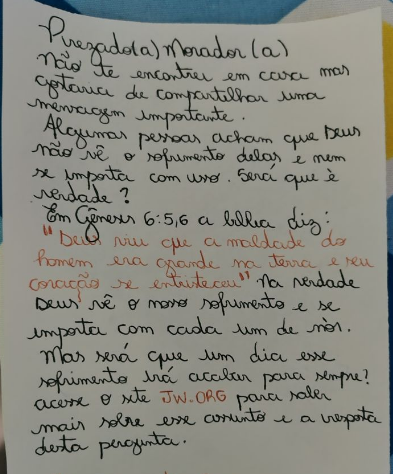 Prezado(a) Morador(a)
não te encontrei em casa mas
gostaria de compartilhar uma
mensagem importante.
Algumas pessoas acham que Deus
não vê o sofrimento delas e nem
se importa com isso. Será que é
verdade?
Em Gênesis 6:5,6 a bíblia diz:
"Deus viu que a maldade do
homem era grande na terra e seu
coração se entristeceu" na verdade
Deus vê o nosso sofrimento e se
importa com cada um de nós.
Mas será que um dia esse
sofrimento irá acabar para sempre?
acesse o site JW.ORG para saber
mais sobre esse assunto e a resposta
desta pergunta.